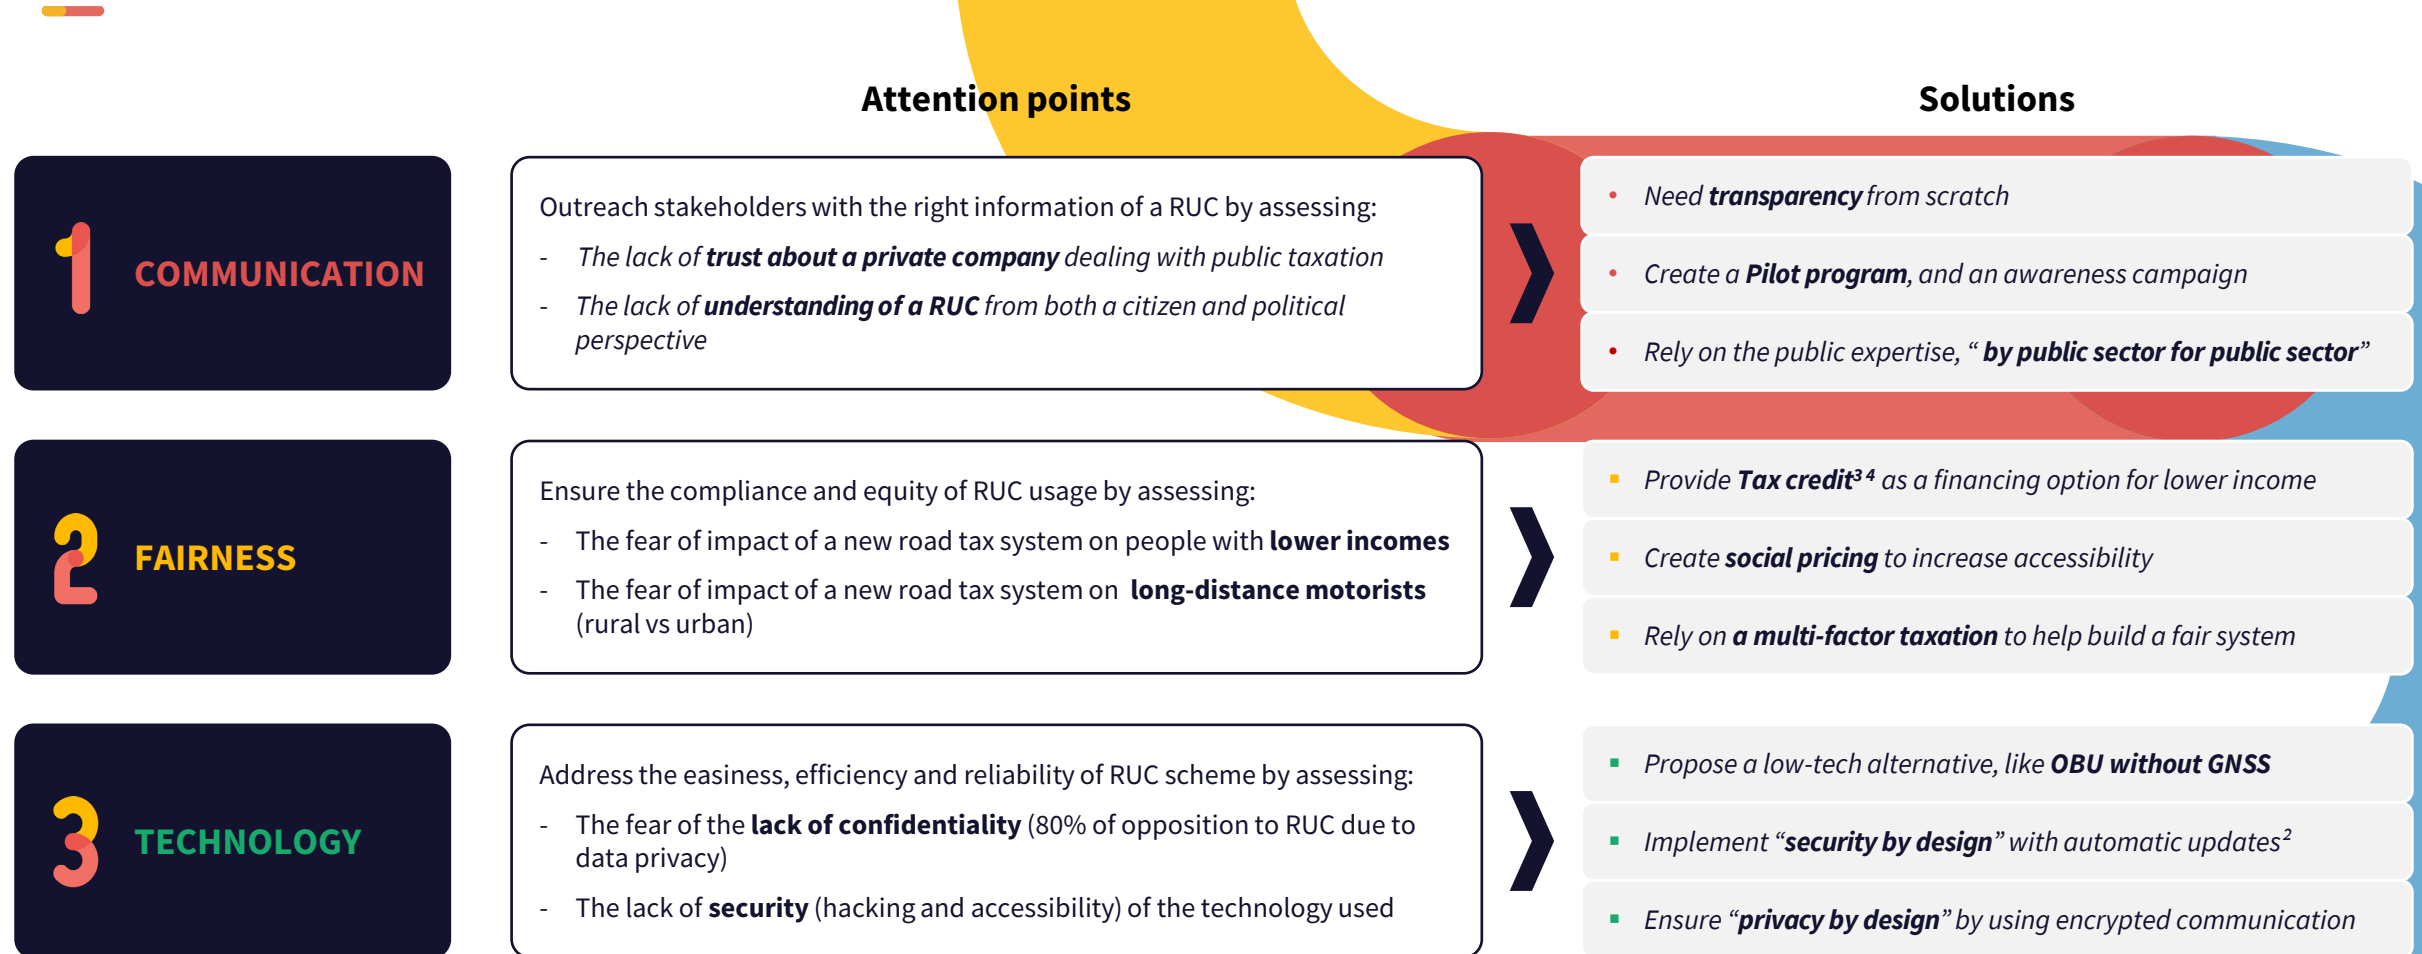 Attention points
Solutions
1 COMMUNICATION
Outreach stakeholders with the right information of a RUC by assessing:
- The lack of trust about a private company dealing with public taxation
- The lack of understanding of a RUC from both a citizen and political
perspective
• Need transparency from scratch
• Create a Pilot program, and an awareness campaign
• Rely on the public expertise, “ by public sector for public sector”
2 FAIRNESS
Ensure the compliance and equity of RUC usage by assessing:
- The fear of impact of a new road tax system on people with lower incomes
- The fear of impact of a new road tax system on long-distance motorists
(rural vs urban)
▪ Provide Tax credit³ ⁴ as a financing option for lower income
▪ Create social pricing to increase accessibility
▪ Rely on a multi-factor taxation to help build a fair system
3 TECHNOLOGY
Address the easiness, efficiency and reliability of RUC scheme by assessing:
- The fear of the lack of confidentiality (80% of opposition to RUC due to
data privacy)
- The lack of security (hacking and accessibility) of the technology used
▪ Propose a low-tech alternative, like OBU without GNSS
▪ Implement “security by design” with automatic updates²
▪ Ensure “privacy by design” by using encrypted communication